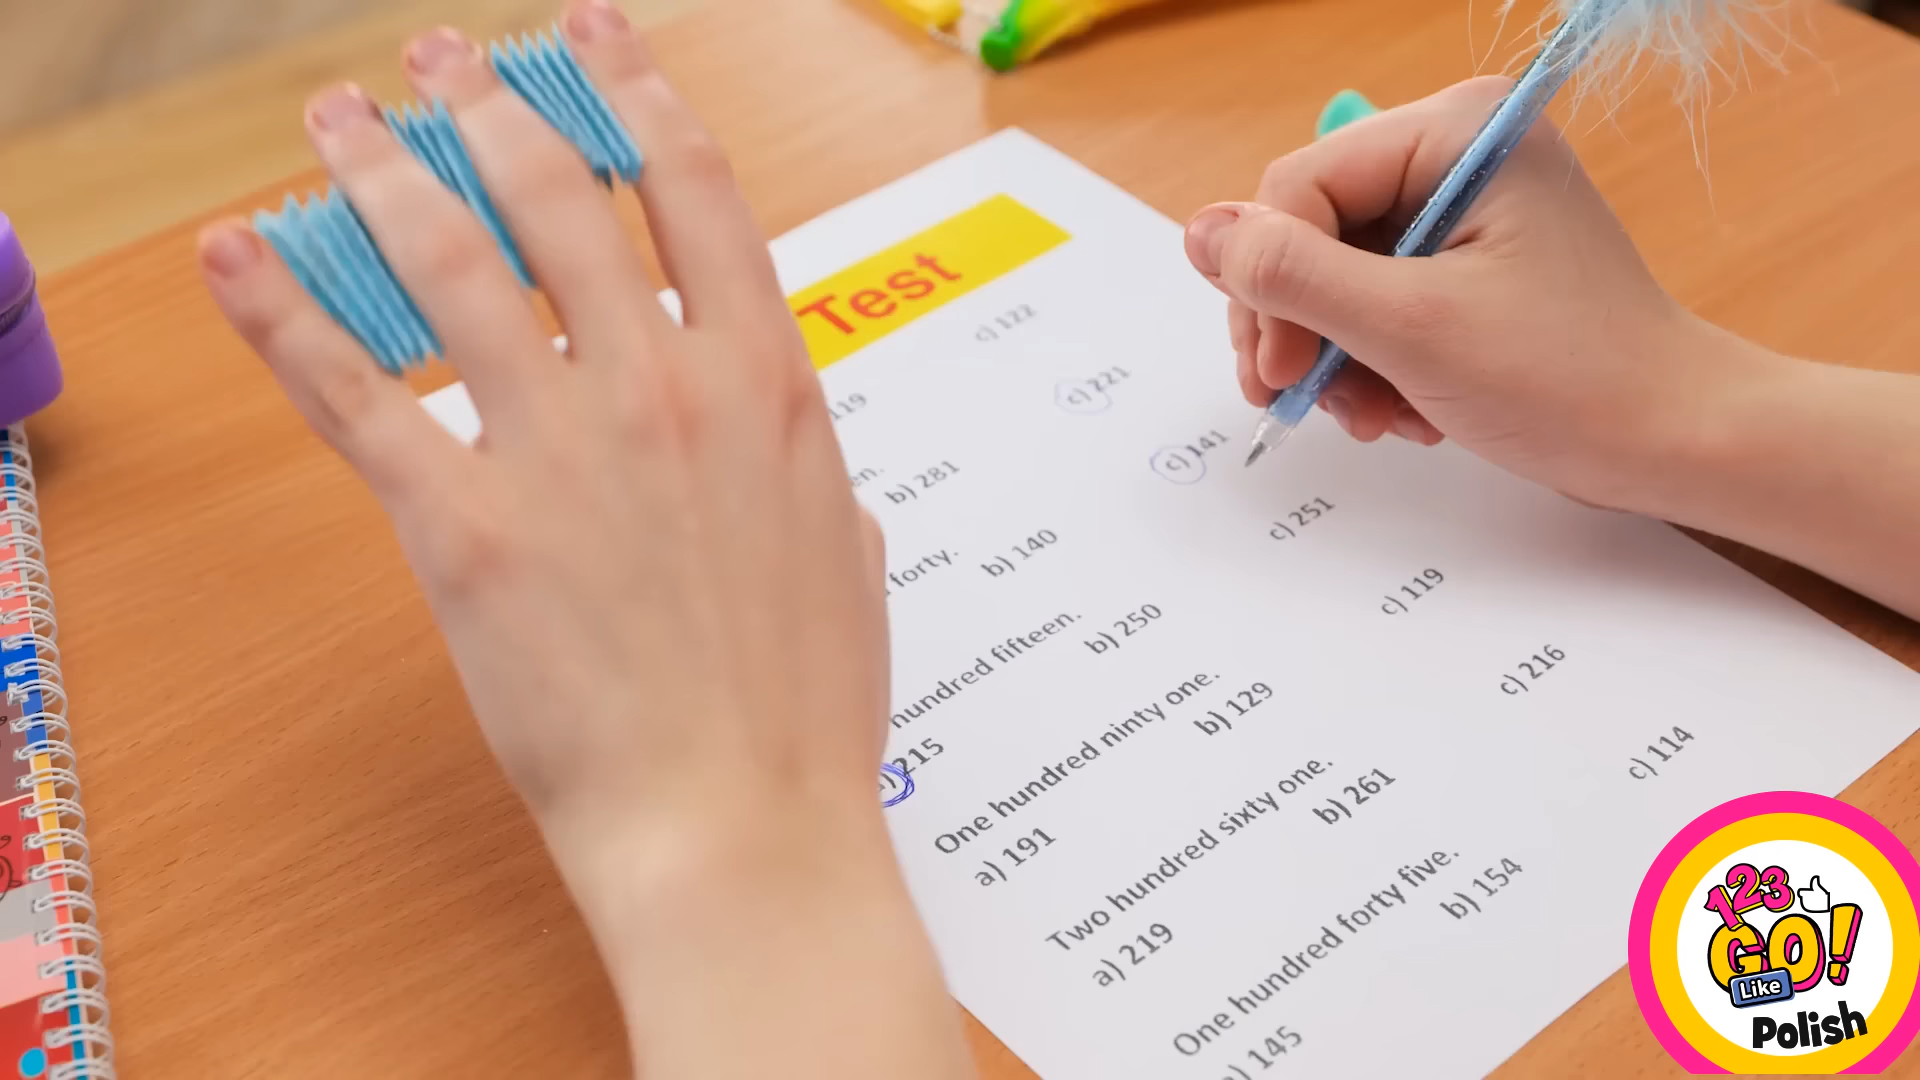 Test
c) 122
119
c) 221
en.
b) 281
c) 141
forty.
b) 140
c) 251
hundred fifteen.
215
b) 250
c) 119
One hundred ninty one.
a) 191
b) 129
c) 216
Two hundred sixty one.
a) 219
b) 261
c) 114
One hundred forty five.
145
b) 154
123
GO!
Like
Polish